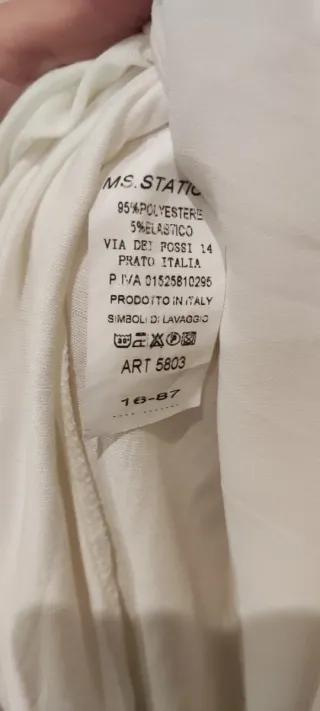 MS.STATIC
95%POLYESTERE
5%ELASTICO
VIA DEI FOSSI 14
PRATO ITALIA
P.IVA 01525810295
PRODOTTO IN ITALY
SIMBOLI DI LAVAGGIO
ART 5803
16-87